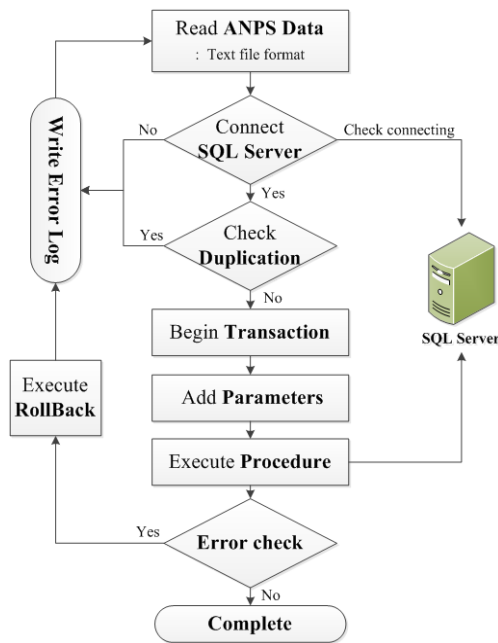 Read ANPS Data
: Text file format
No
Connect
SQL Server
Check connecting
Write Error Log
Yes
Yes
Check
Duplication
No
SQL Server
Begin Transaction
Execute
RollBack
Add Parameters
Execute Procedure
Yes
Error check
No
Complete